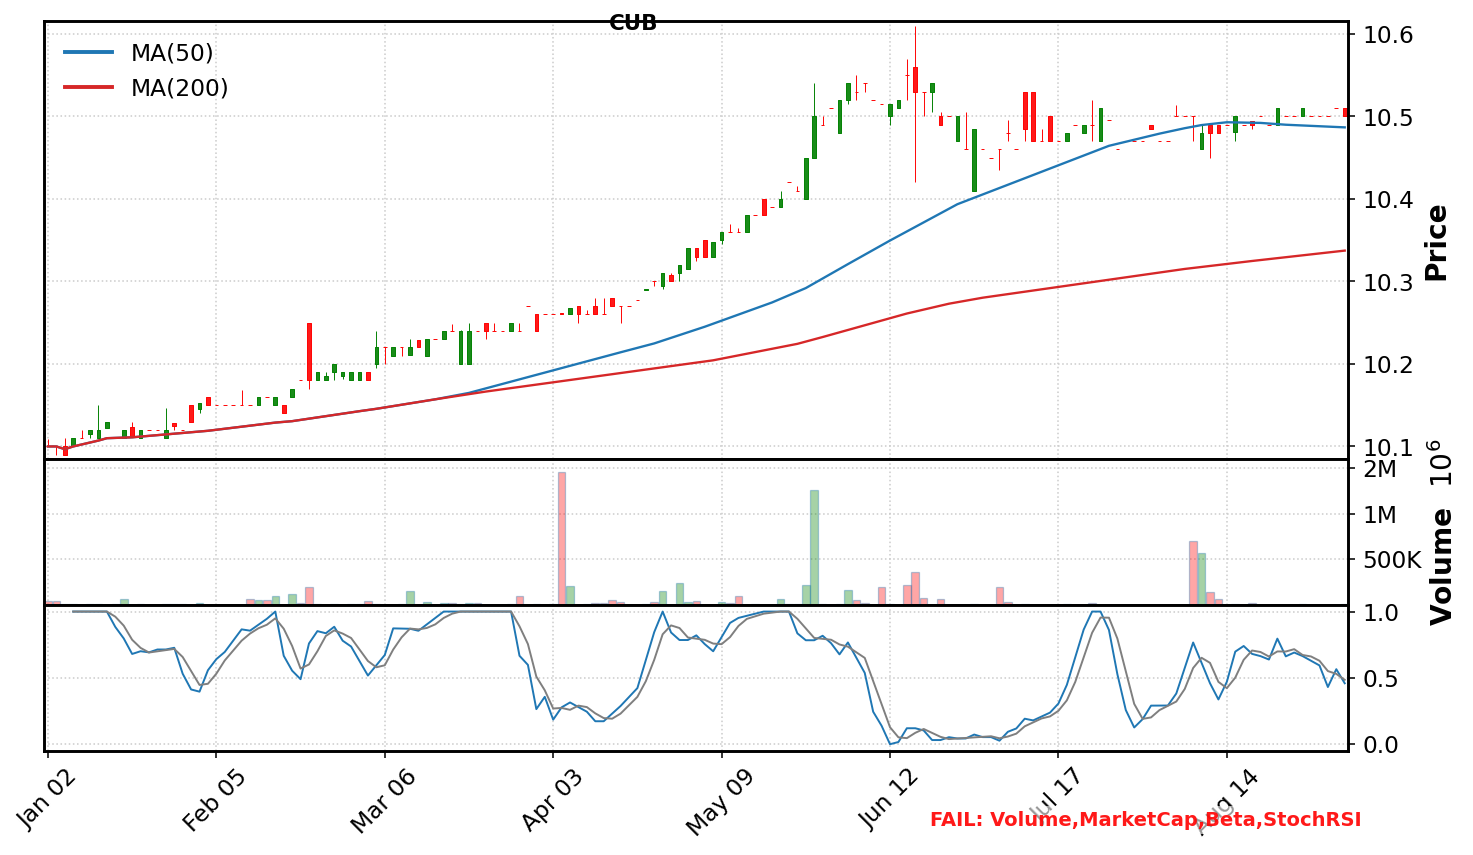 CUB
MA(50)
MA(200)
10.6
10.5
10.4
10.3
10.2
10.1
Price
2M
1M
500K
Volume 10^6
1.0
0.5
0.0
Jan 02
Feb 05
Mar 06
Apr 03
May 09
Jun 12
Jul 17
Aug 14
FAIL: Volume,MarketCap,Beta,StochRSI